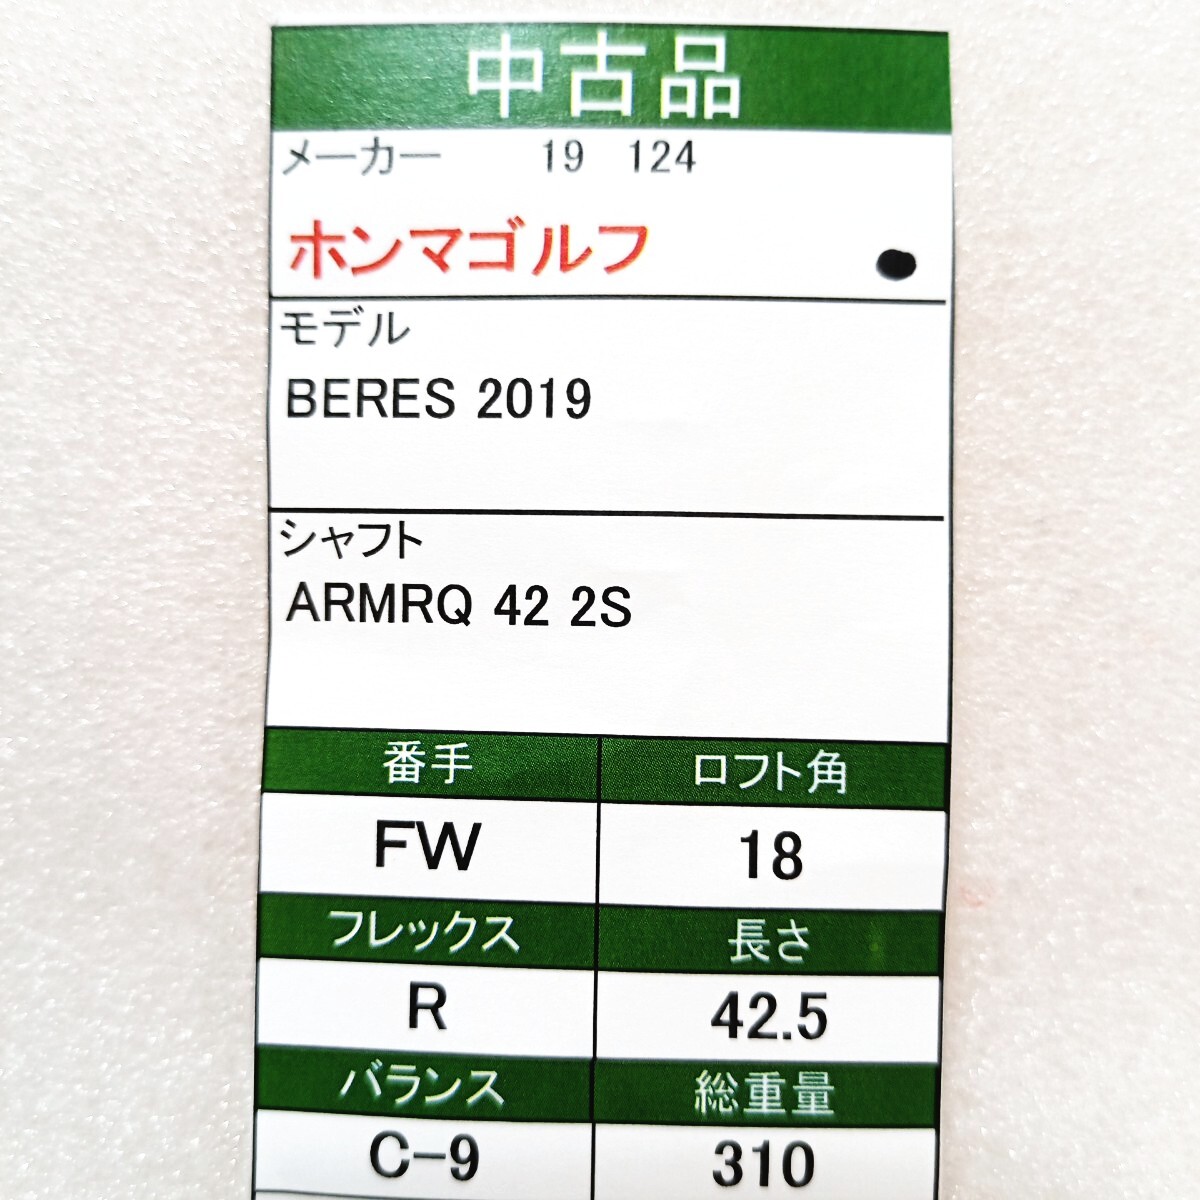 中古品
メーカー 19 124
ホンマゴルフ
モデル
BERES 2019
シャフト
ARMRQ 42 2S
番手 ロフト角
FW 18
フレックス 長さ
R 42.5
バランス 総重量
C-9 310